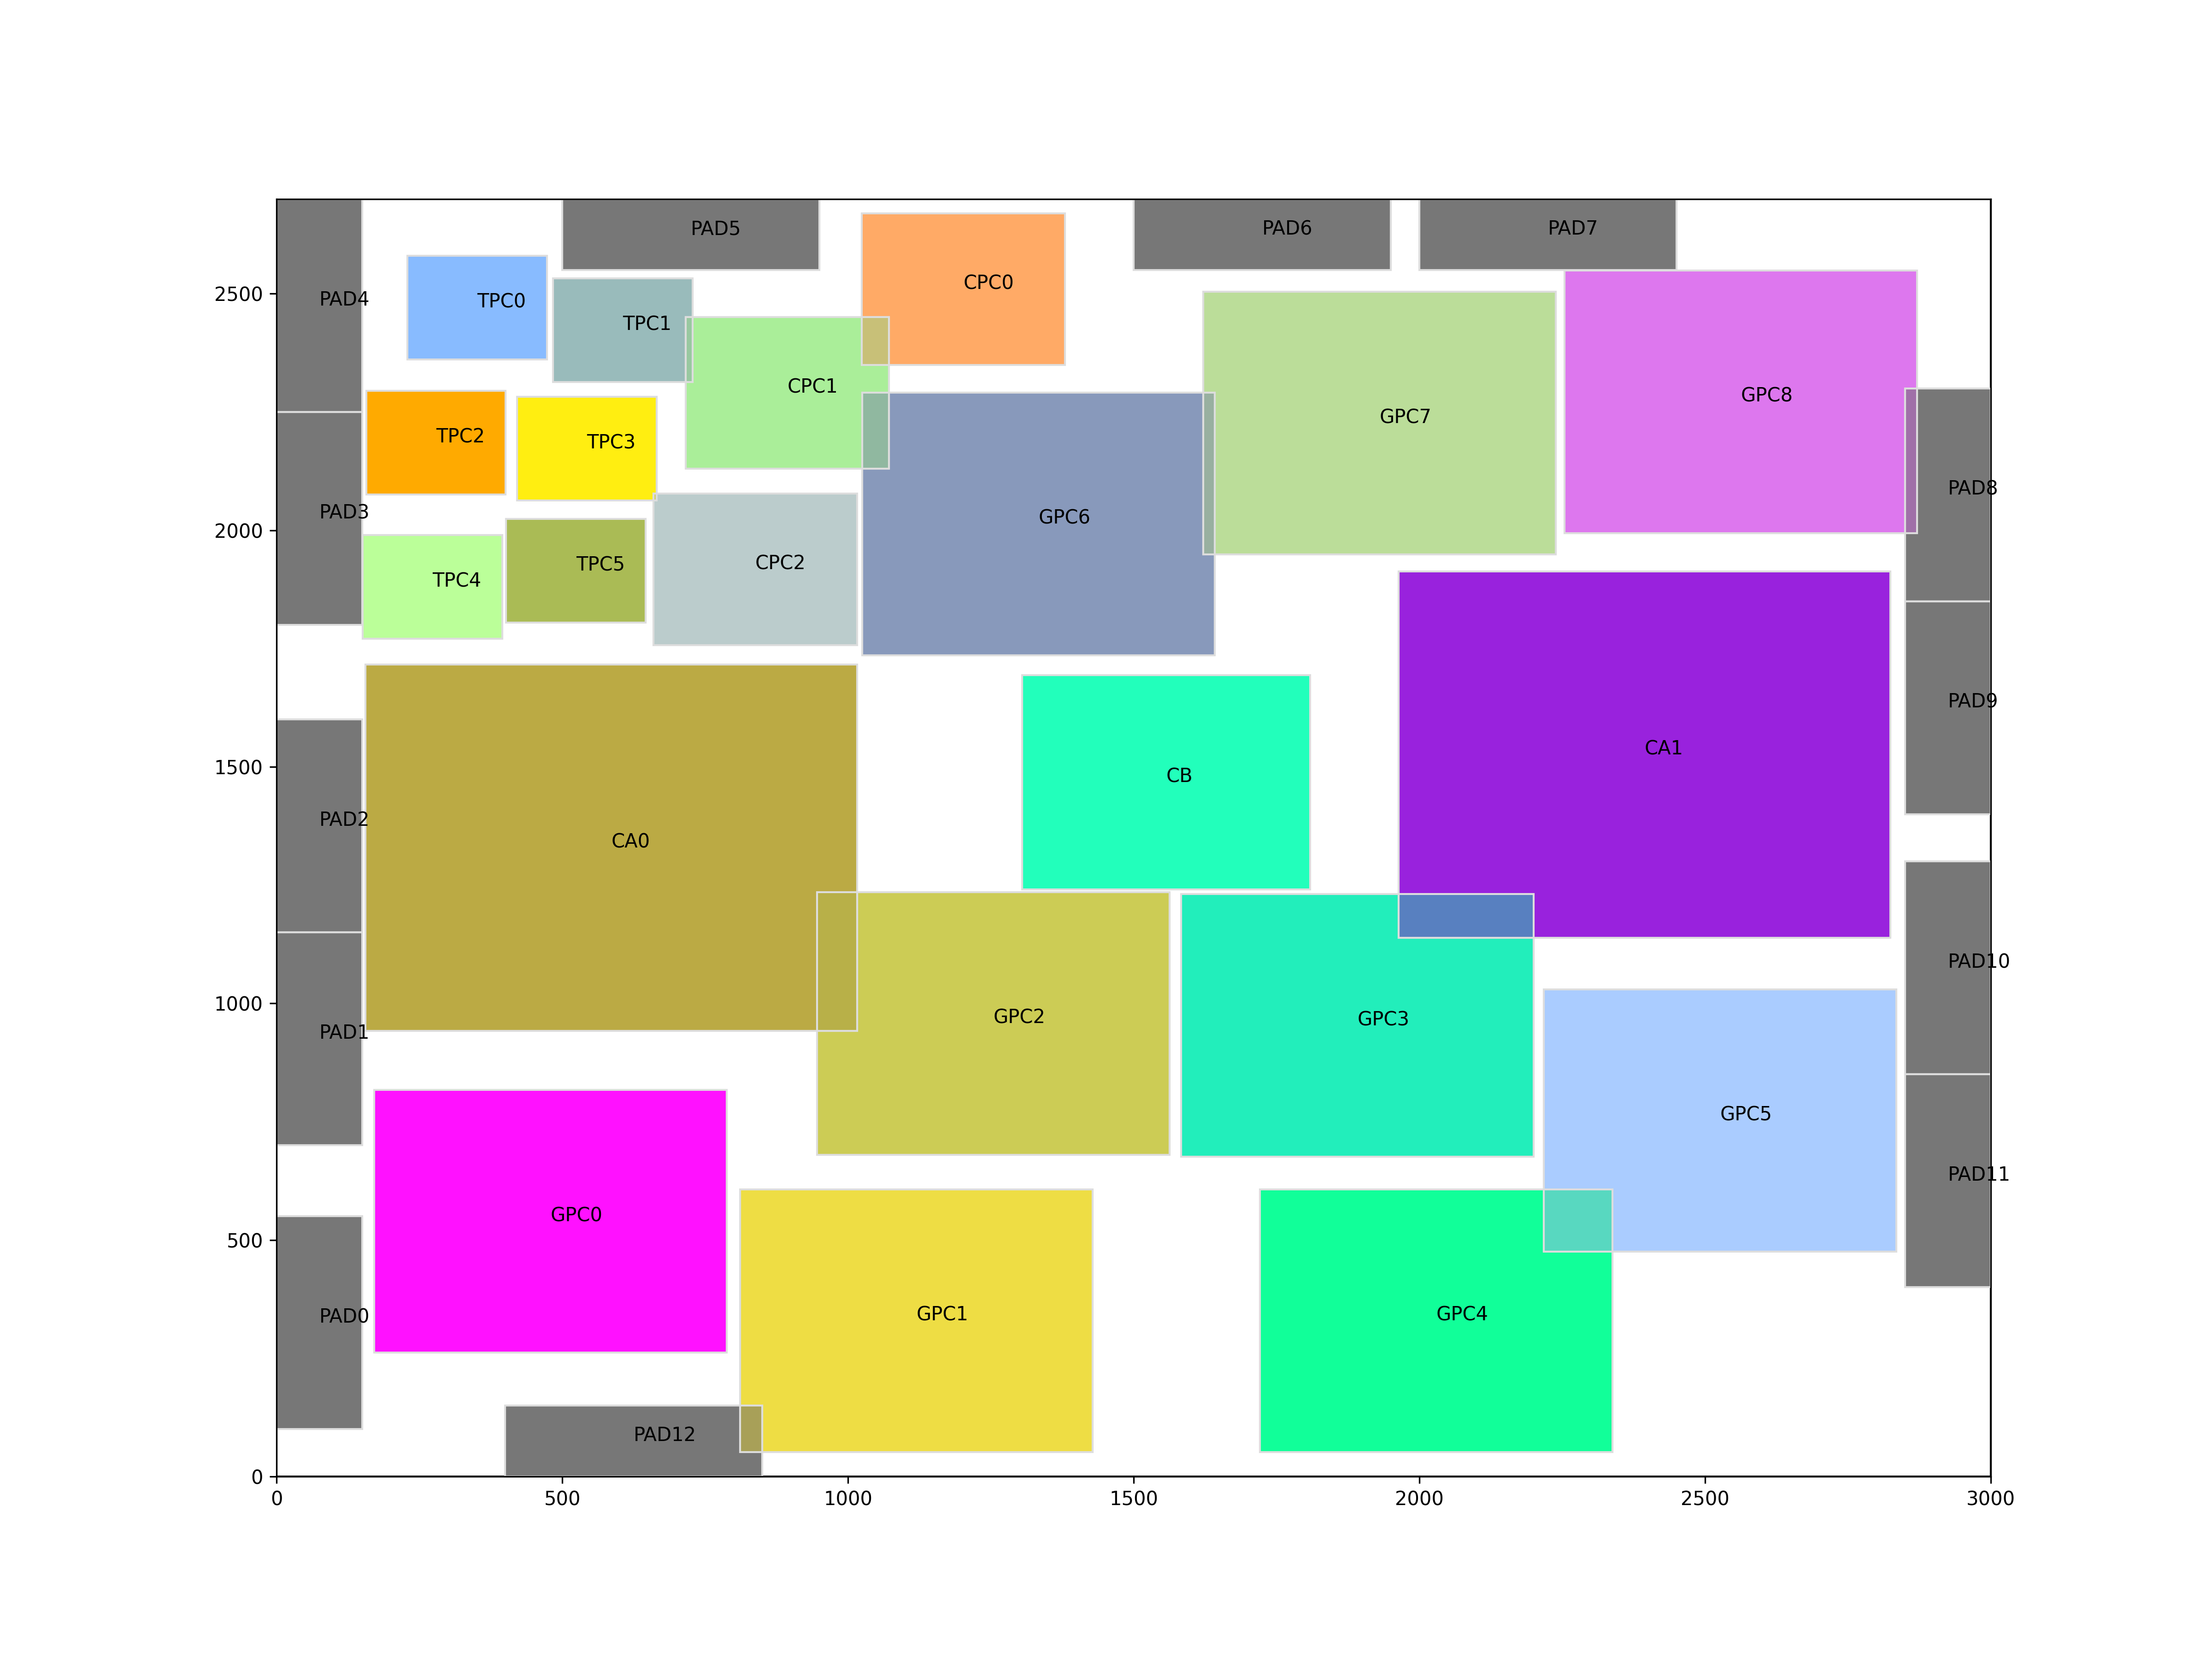 PAD5
PAD6
PAD7
CPC0
PAD4
TPC0
TPC1
2500
CPC1
GPC8
GPC7
TPC2
TPC3
PAD8
GPC6
PAD3
2000
CPC2
TPC5
TPC4
PAD9
CA1
1500
CB
PAD2
CA0
PAD10
PAD1
GPC2
GPC3
1000
GPC5
PAD11
GPC0
GPC1
GPC4
PAD0
500
PAD12
0
0
500
1000
1500
2000
2500
3000